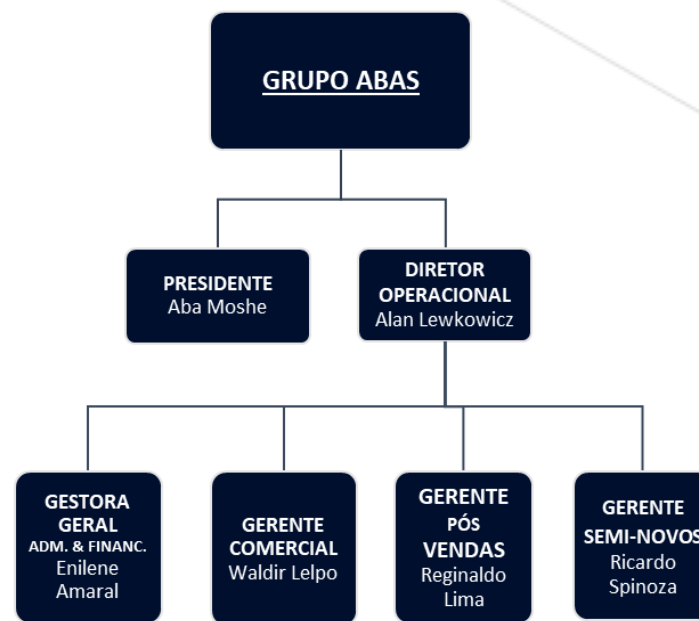 GRUPO ABAS
PRESIDENTE
Aba Moshe
DIRETOR
OPERACIONAL
Alan Lewkowicz
GESTORA
GERAL
ADM. & FINANC.
Enilene
Amaral
GERENTE
COMERCIAL
Waldir Lelpo
GERENTE
PÓS
VENDAS
Reginaldo
Lima
GERENTE
SEMI-NOVOS
Ricardo
Spinoza